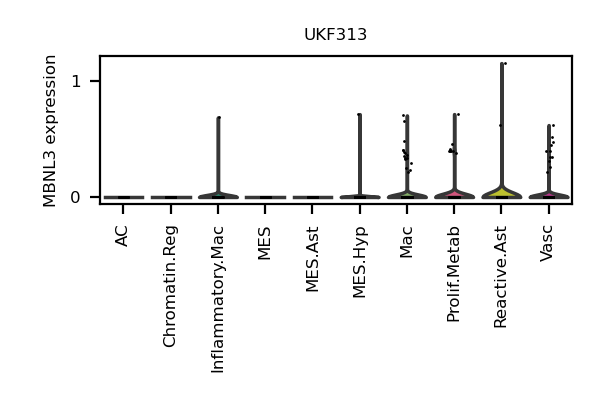 UKF313
MBNL3 expression
1
0
AC
Chromatin.Reg
Inflammatory.Mac
MES
MES.Ast
MES.Hyp
Mac
Prolif.Metab
Reactive.Ast
Vasc